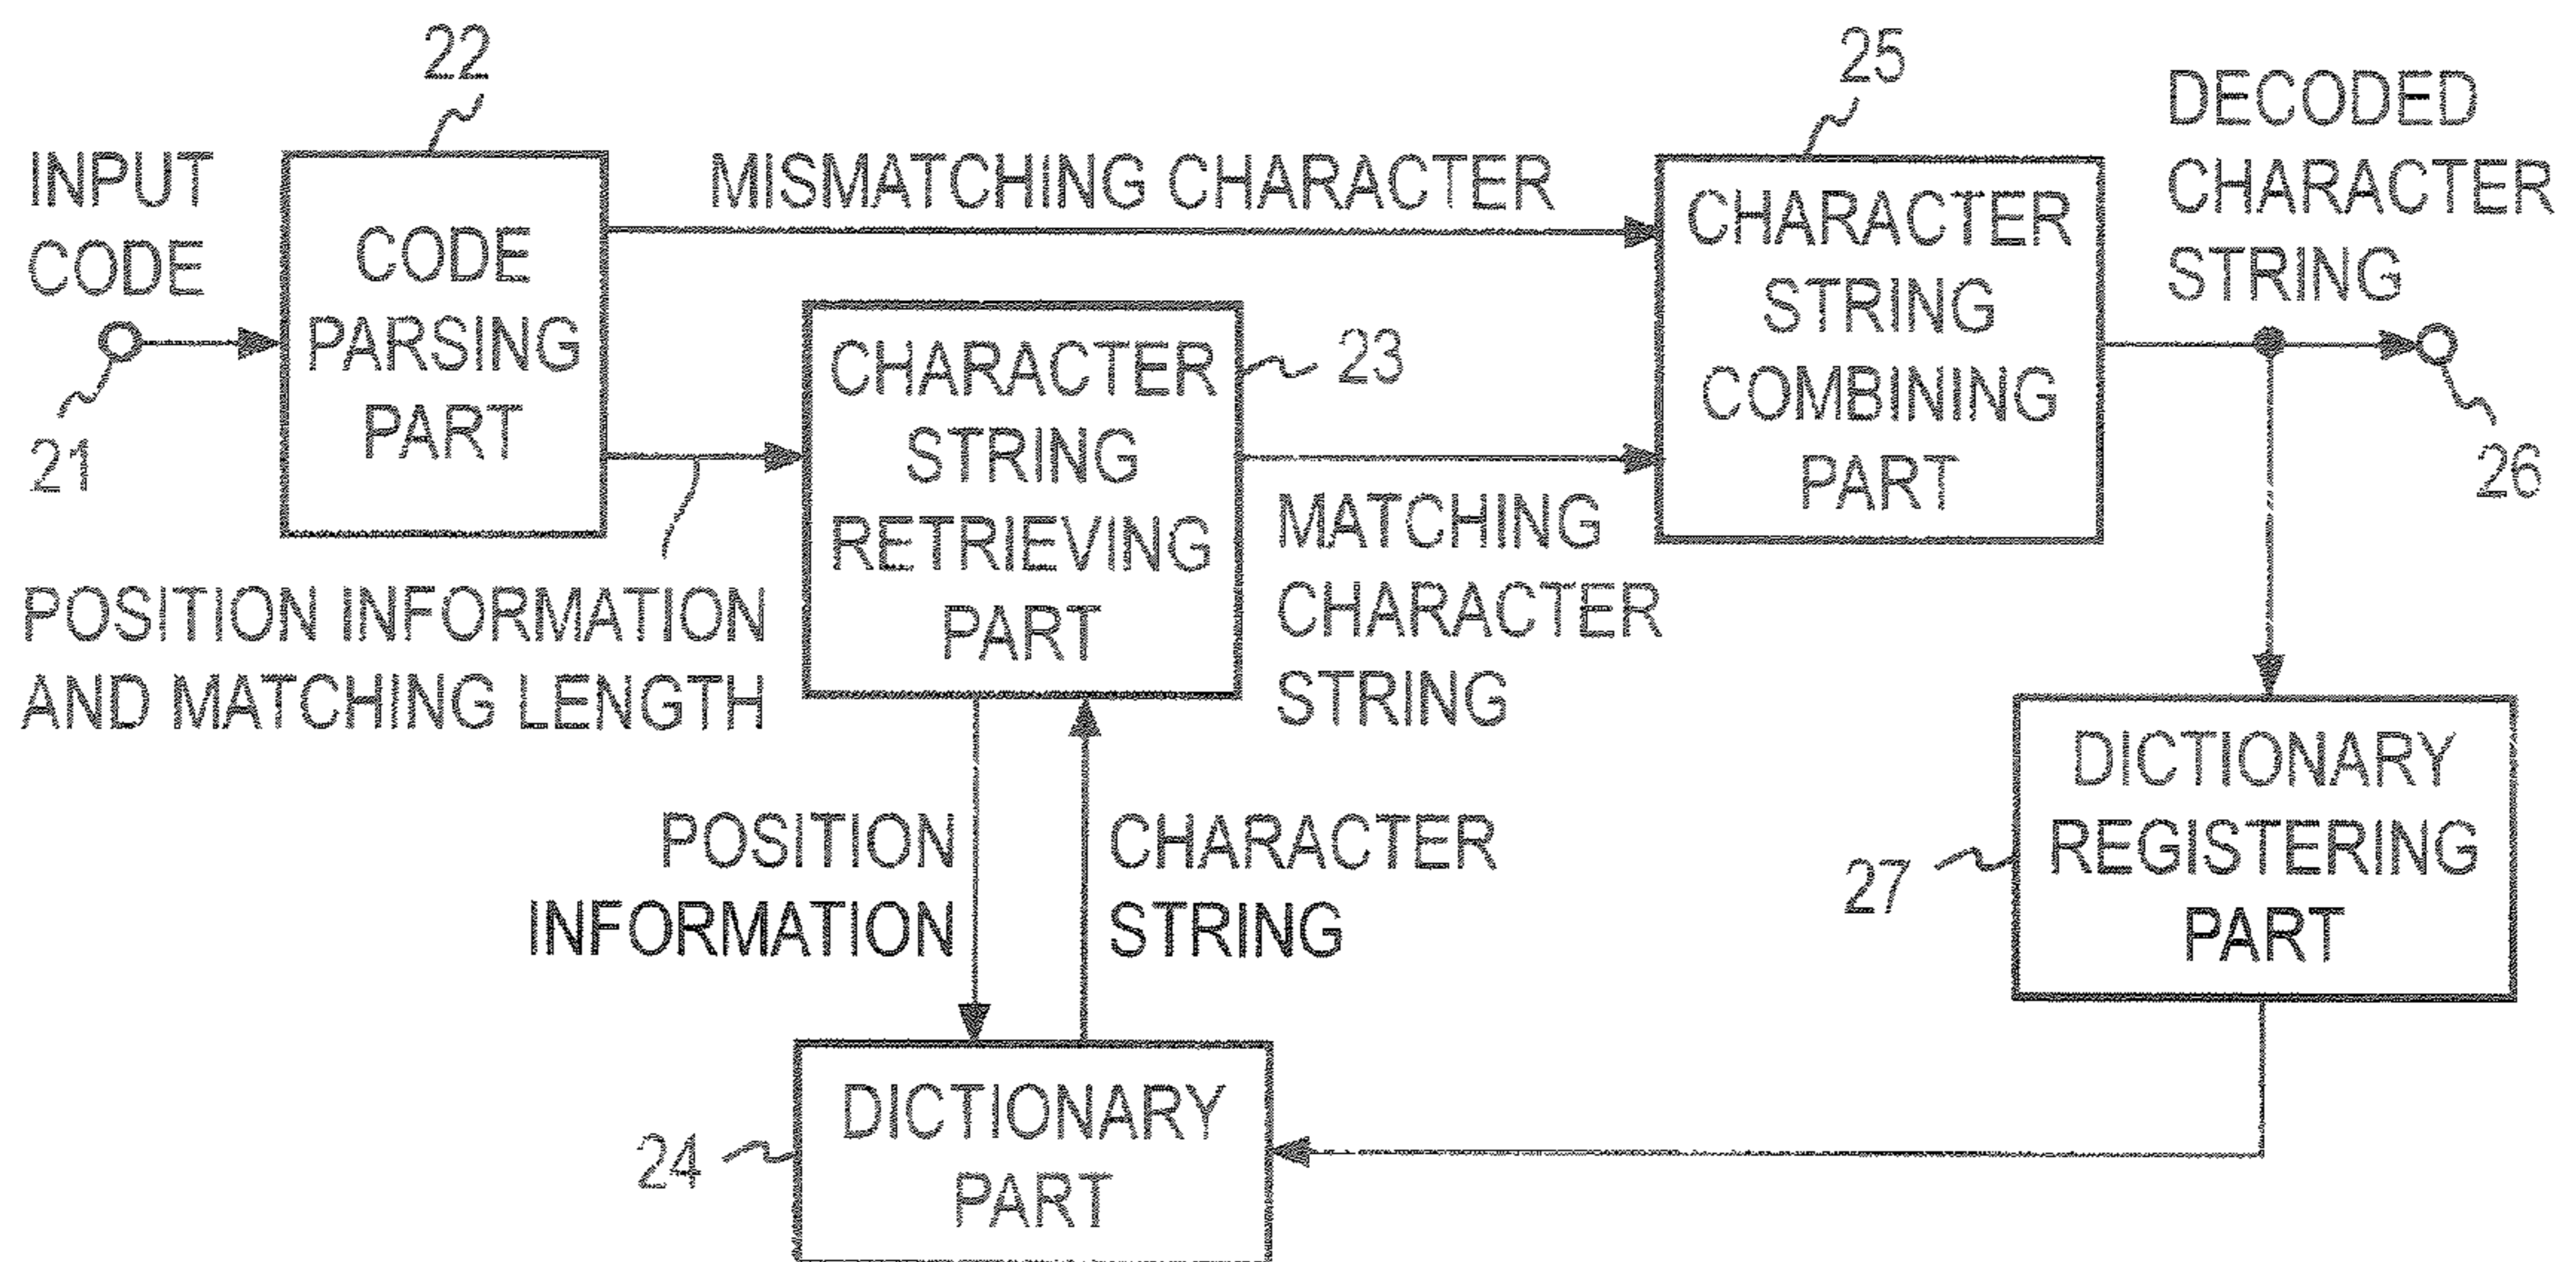 22
25
INPUT
CODE
21
CODE
PARSING
PART
MISMATCHING CHARACTER
POSITION INFORMATION
AND MATCHING LENGTH
CHARACTER
STRING
RETRIEVING
PART
23
MATCHING
CHARACTER
STRING
CHARACTER
STRING
COMBINING
PART
DECODED
CHARACTER
STRING
26
POSITION
INFORMATION
CHARACTER
STRING
DICTIONARY
REGISTERING
PART
27
DICTIONARY
PART
24